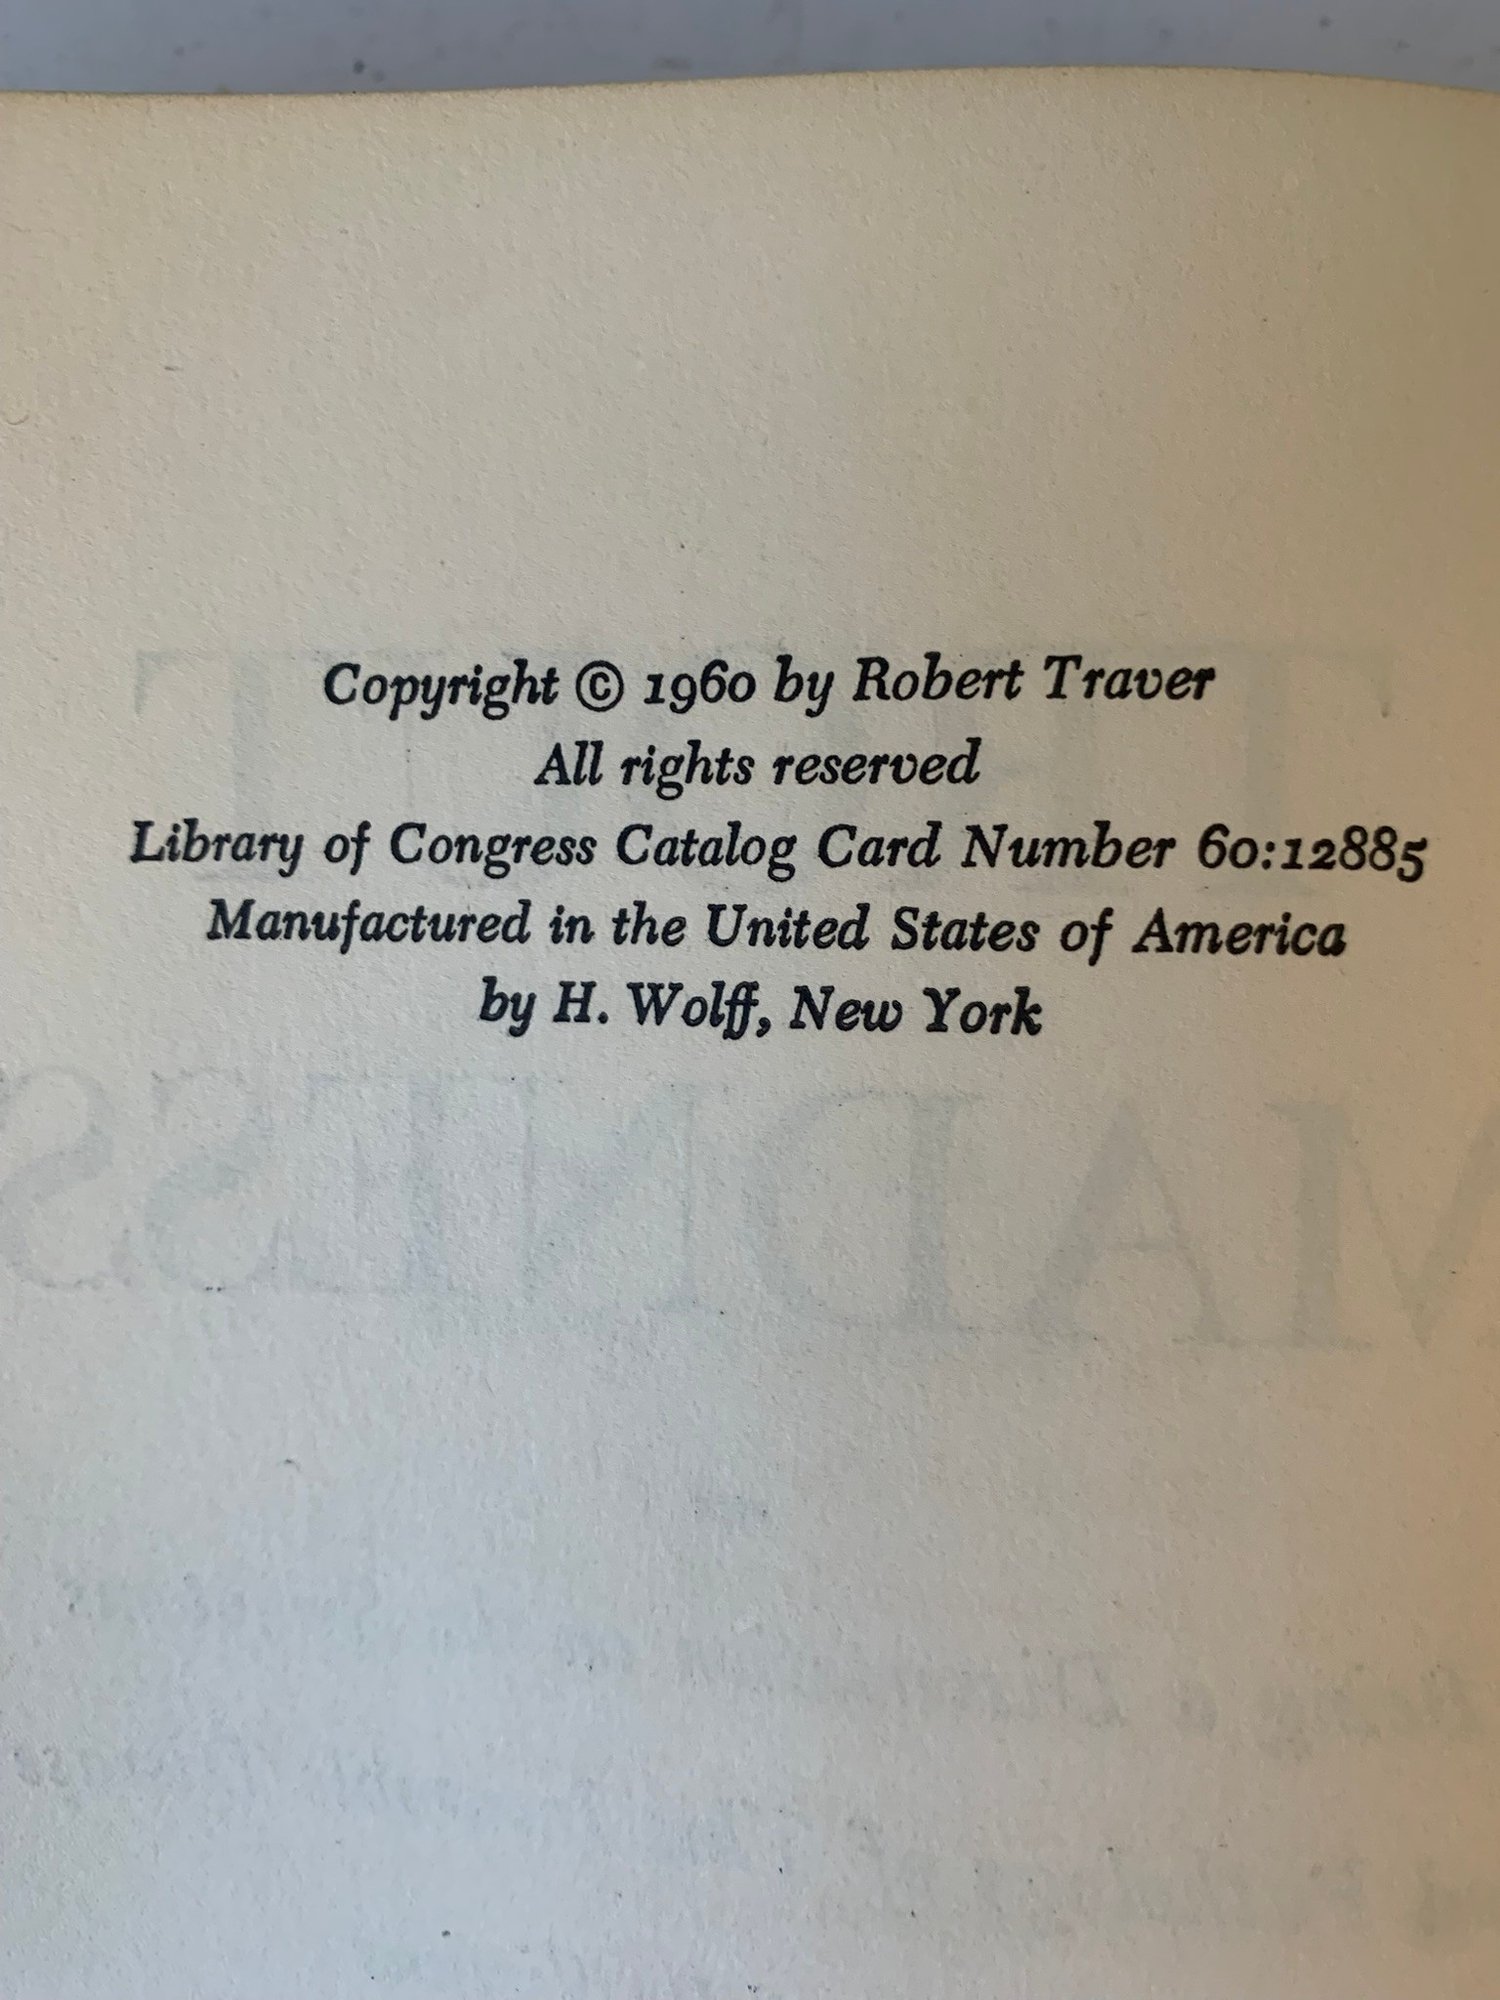 Copyright © 1960 by Robert Traver
All rights reserved
Library of Congress Catalog Card Number 60:12885
Manufactured in the United States of America
by H. Wolff, New York